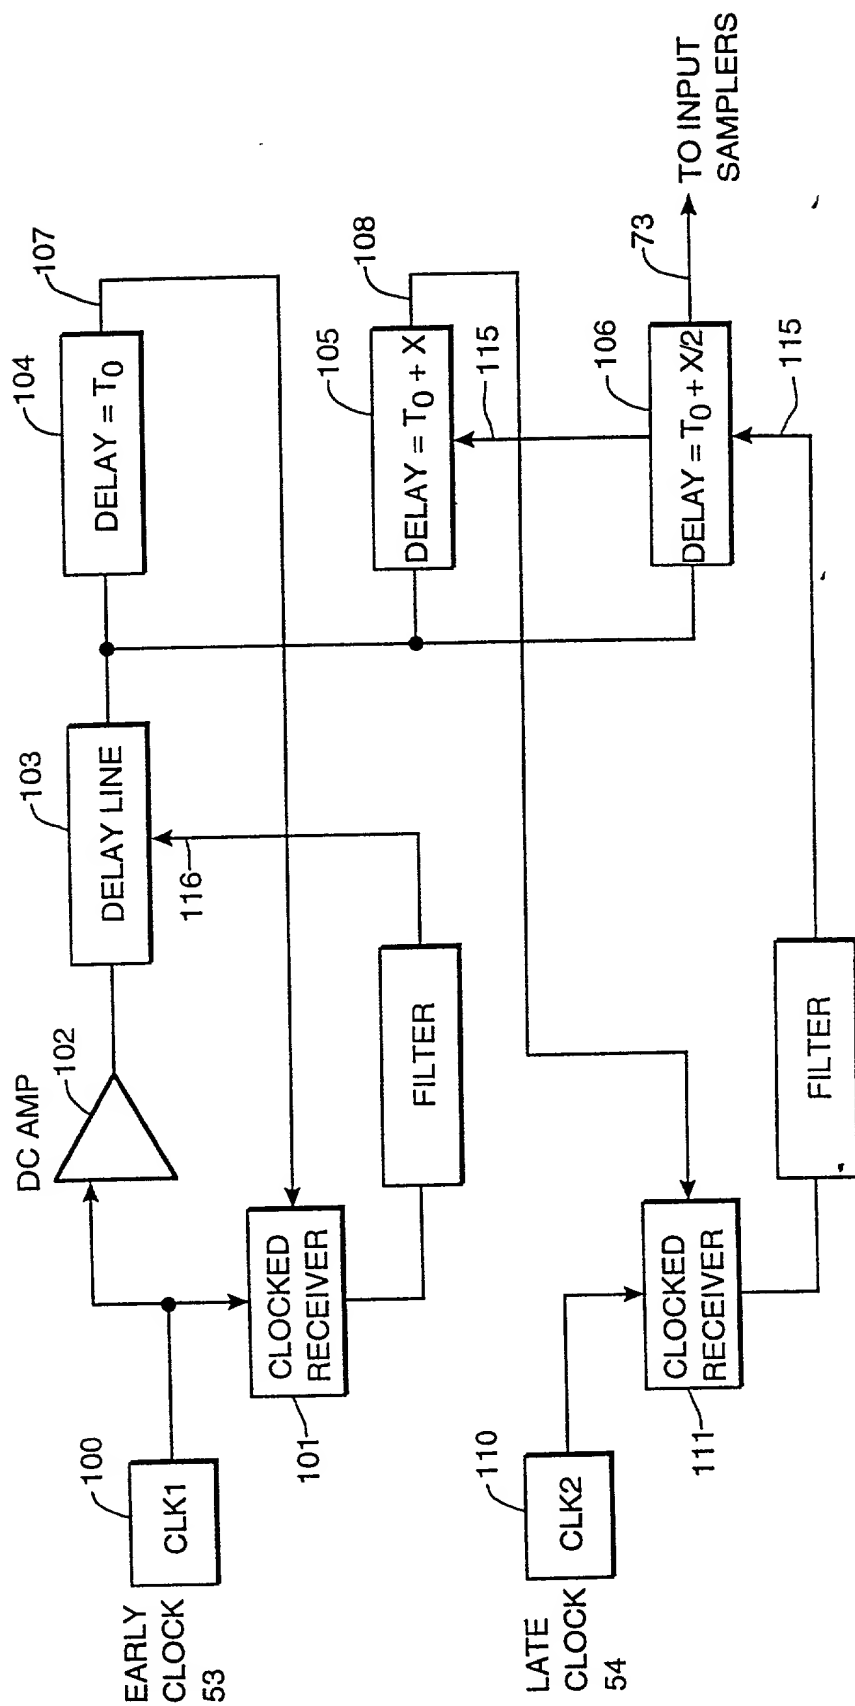 EARLY
CLOCK
53
100
CLK1
DC AMP
102
103
DELAY LINE
116
104
DELAY = T0
107
CLOCKED
RECEIVER
101
FILTER
105
DELAY = T0 + X
108
115
106
DELAY = T0 + X/2
73
TO INPUT
SAMPLERS
115
LATE
CLOCK
54
110
CLK2
CLOCKED
RECEIVER
111
FILTER